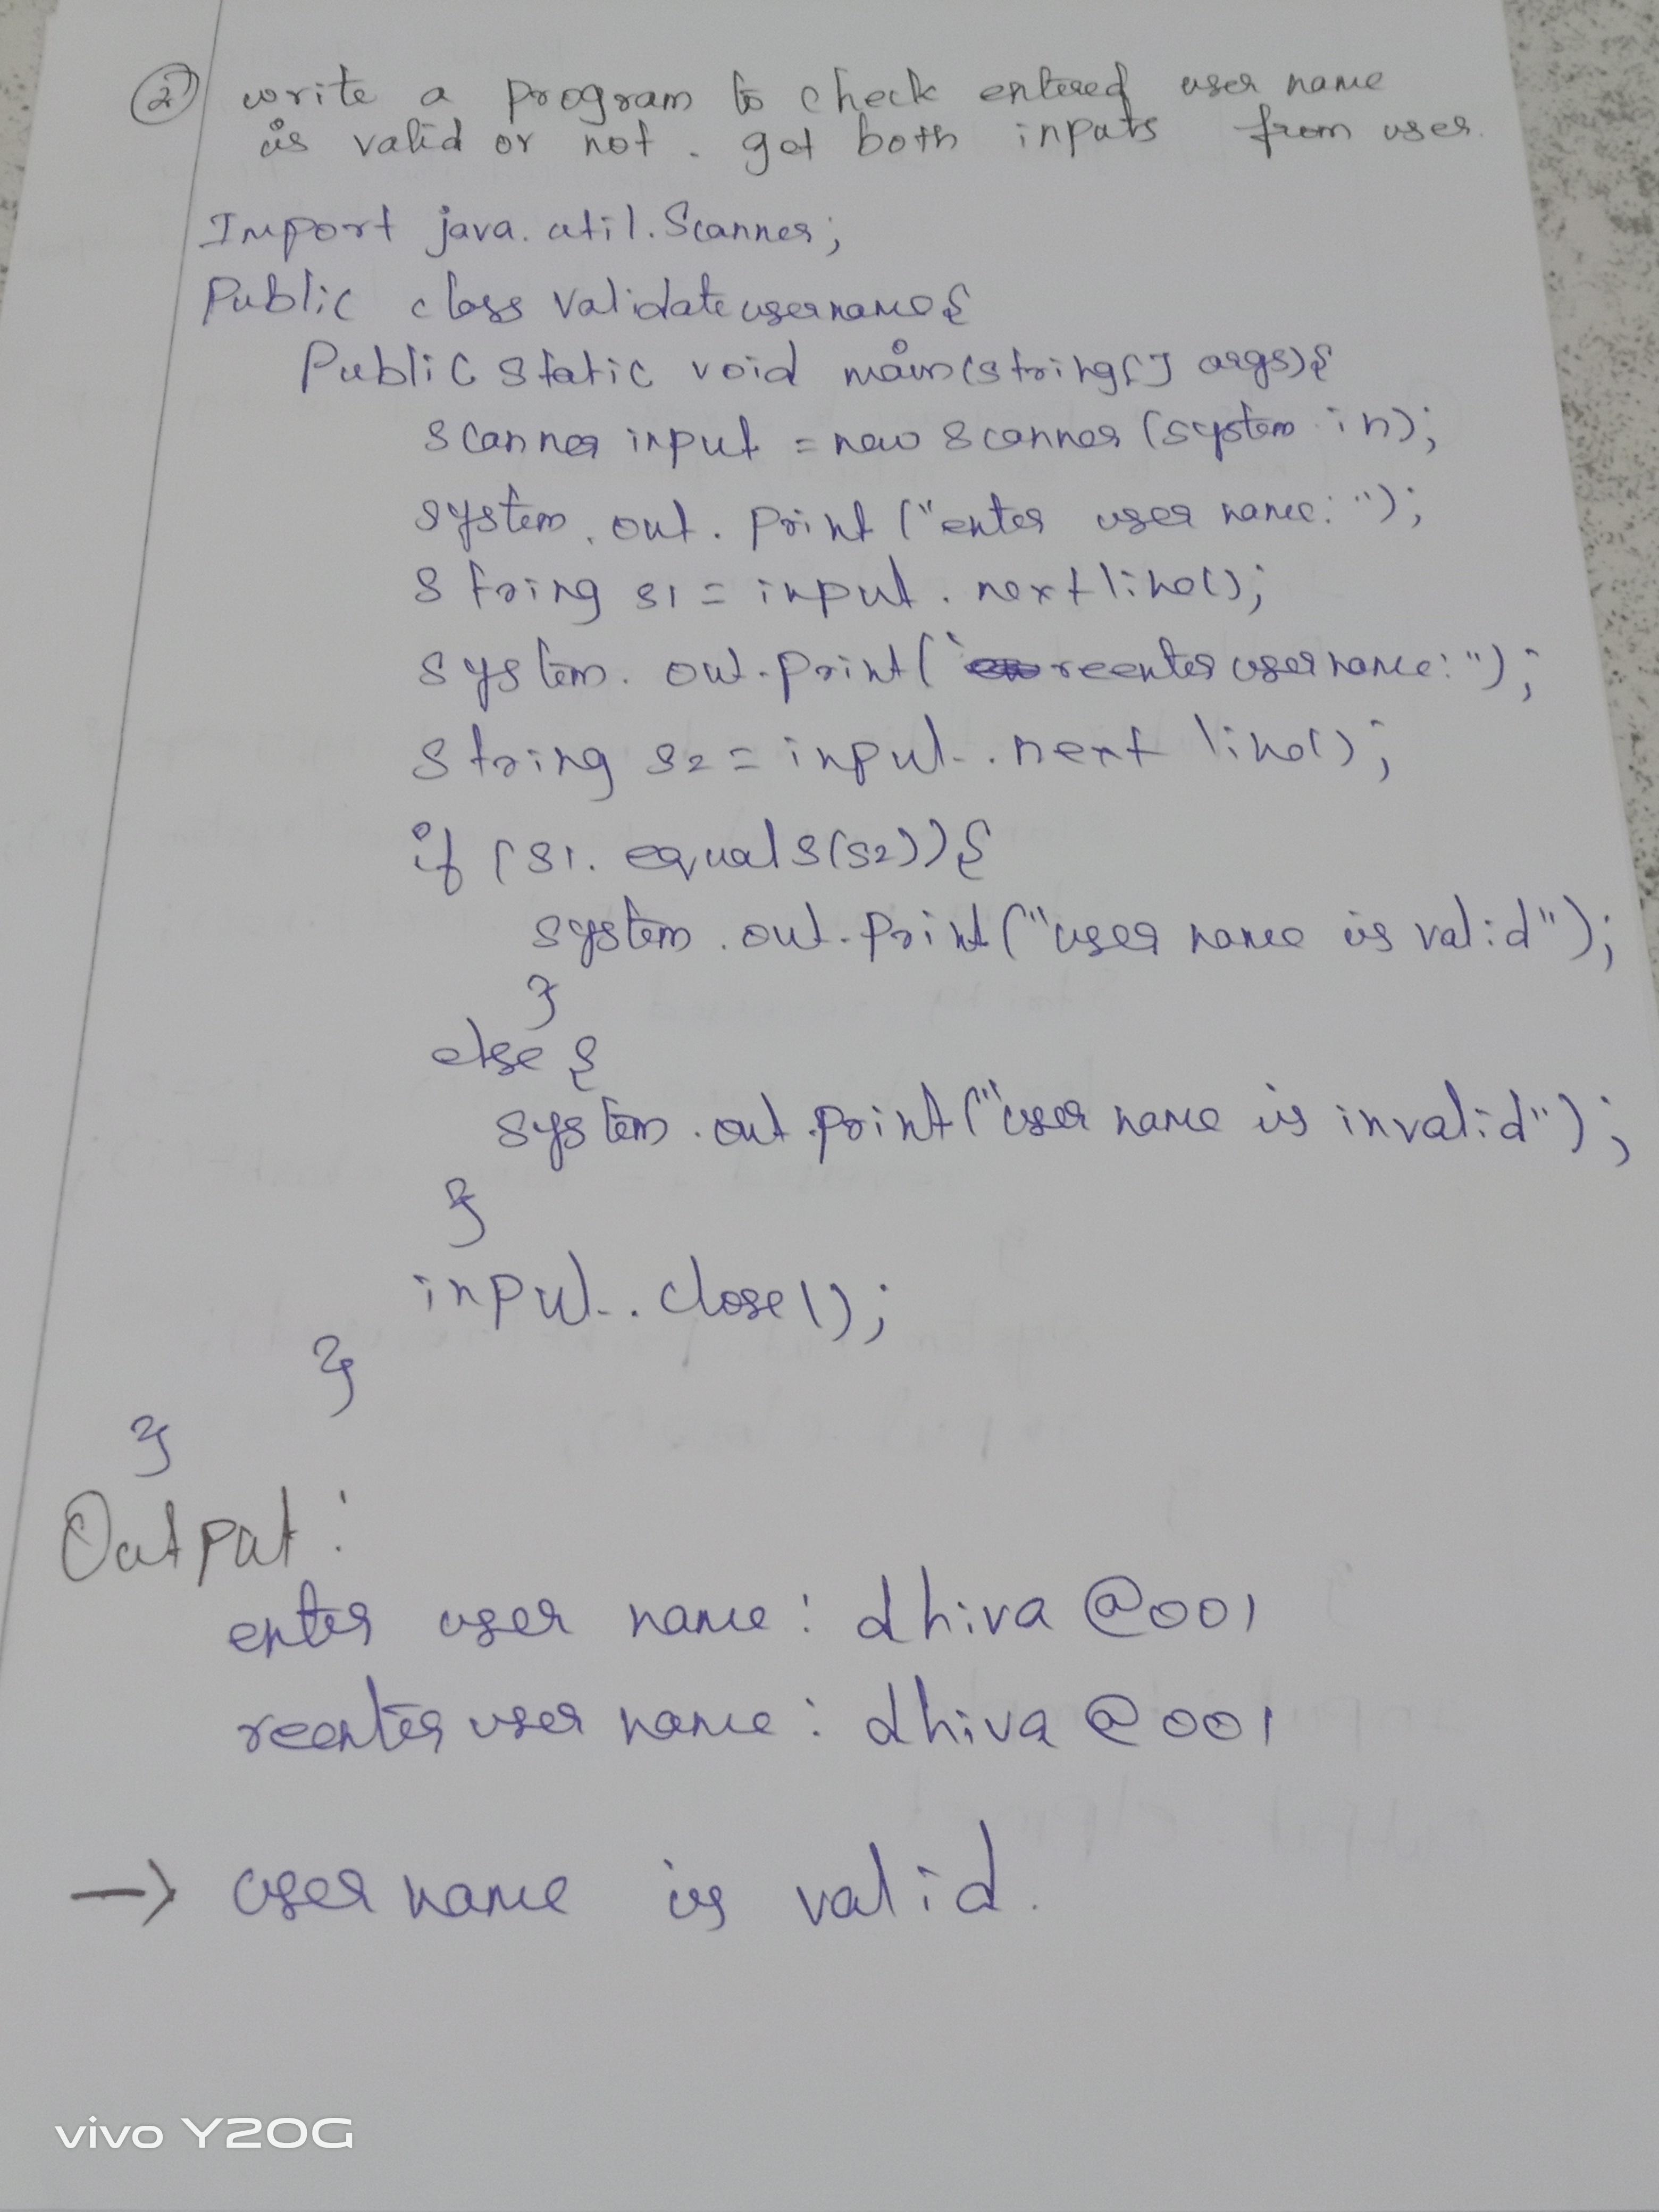 2 write a program to check entered user name
is valid or not. get both inputs from user.
Import java.util.Scanner;
Public class Validateusername{
Public static void main(string[] args){
scanner input = new scanner (system.in);
system.out.print ("enter user name:");
string s1 = input.nextline();
system.out.print("reenter user name:");
string s2 = input.next line();
if (s1.equals(s2)){
system.out.print("user name is valid");
}
else {
system.out.print("user name is invalid");
}
input.close();
}
}
Output:
enter user name: dhiva@001
reenter user name: dhiva@001
→ user name is valid.
vivo Y20G